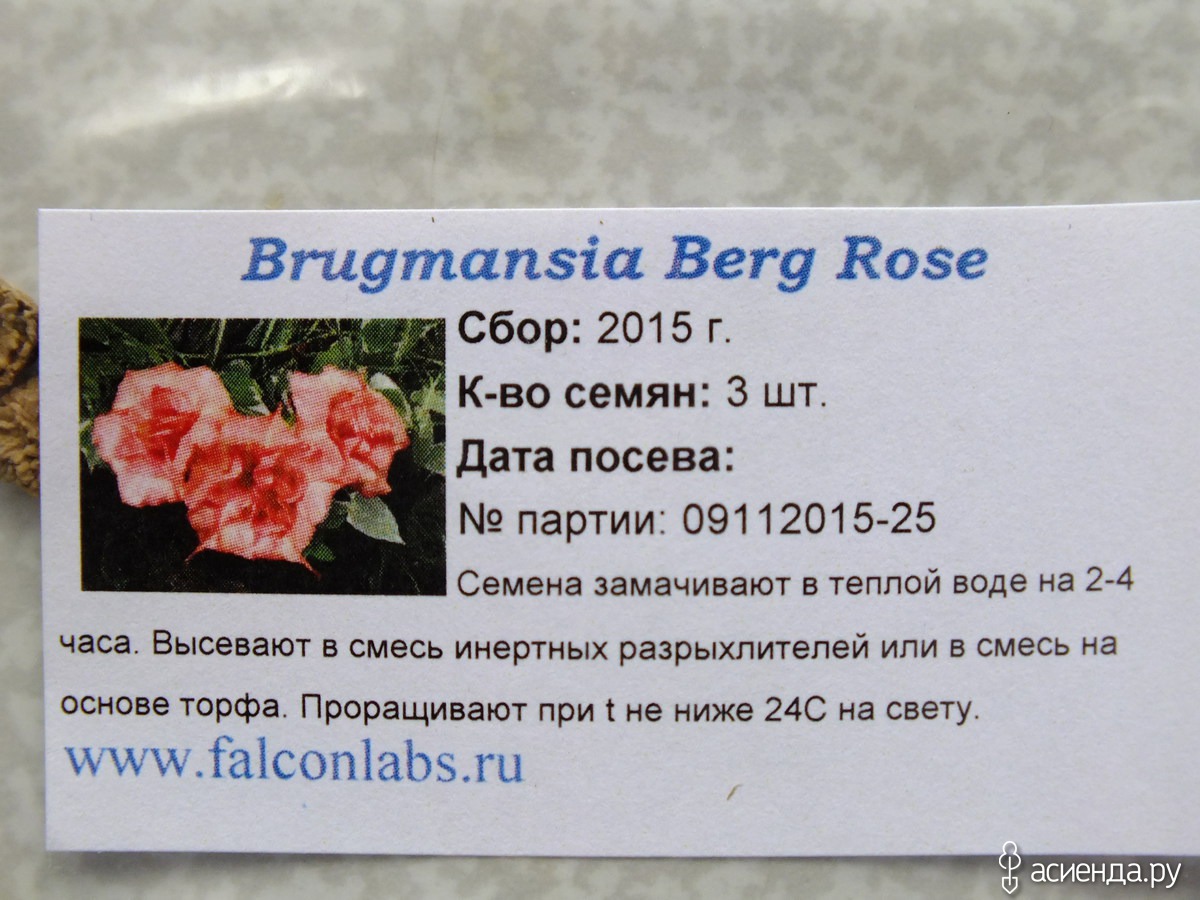 Brugmansia Berg Rose
Сбор: 2015 г.
К-во семян: 3 шт.
Дата посева:
№ партии: 09112015-25
Семена замачивают в теплой воде на 2-4
часа. Высевают в смесь инертных разрыхлителей или в смесь на
основе торфа. Проращивают при t не ниже 24С на свету.
www.falconlabs.ru
асиенда.ру